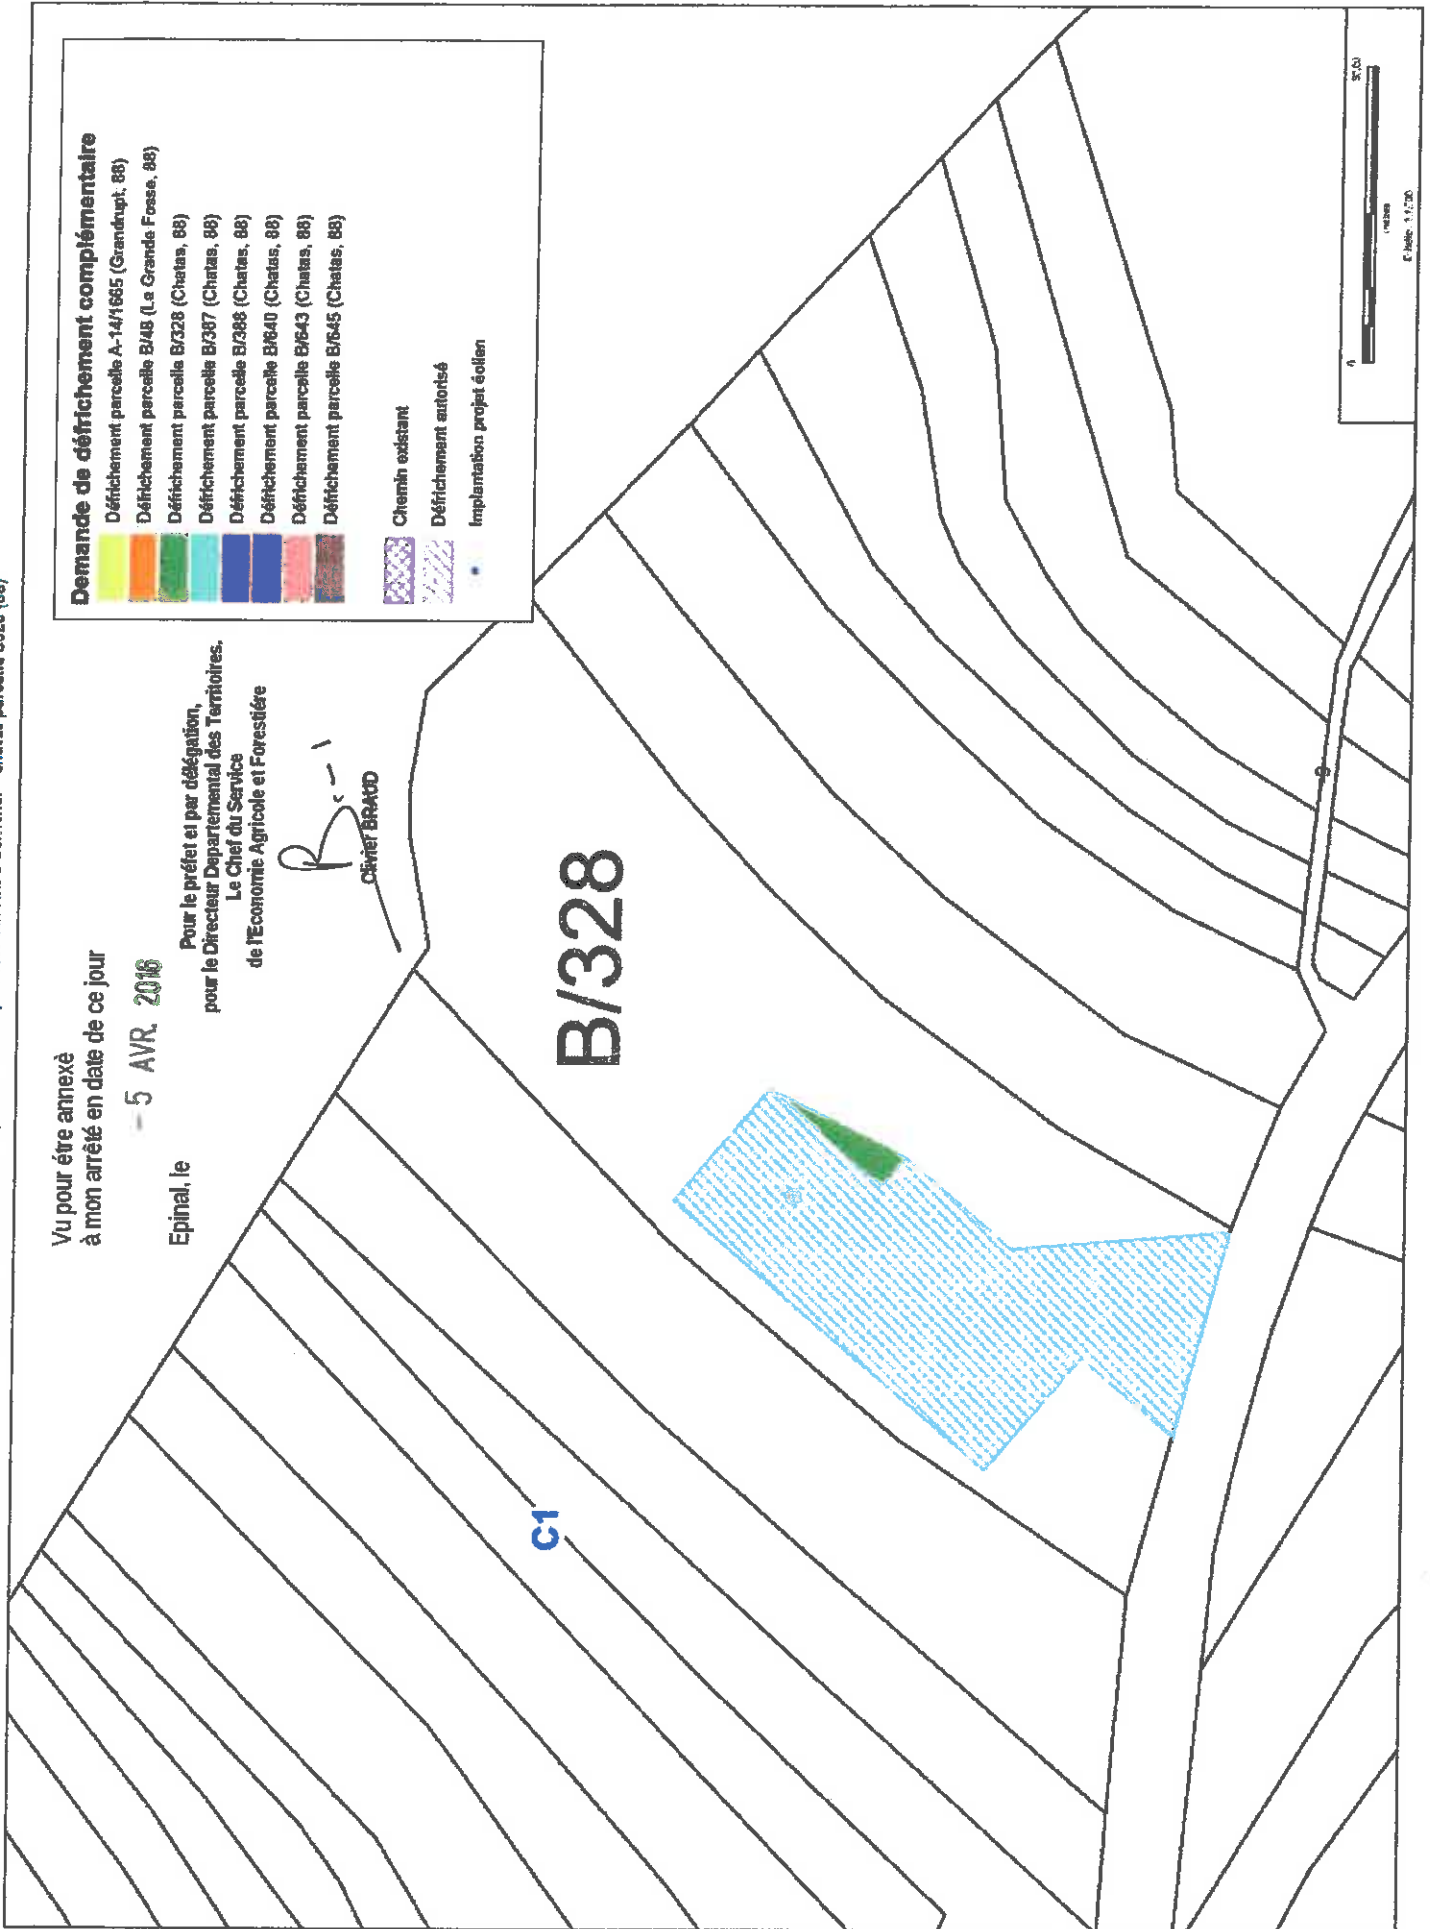 Vu pour être annexé
à mon arrêté en date de ce jour
- 5 AVR. 2016
Epinal, le
Pour le préfet et par délégation,
pour le Directeur Departemental des Territoires,
Le Chef du Service
de l'Economie Agricole et Forestière
Olivier BRAUD
Demande de défrichement complémentaire
Défrichement parcelle A-14/1665 (Grandrupt, 88)
Défrichement parcelle B/48 (La Grande Fosse, 88)
Défrichement parcelle B/328 (Chatas, 88)
Défrichement parcelle B/387 (Chatas, 88)
Défrichement parcelle B/388 (Chatas, 88)
Défrichement parcelle B/640 (Chatas, 88)
Défrichement parcelle B/643 (Chatas, 88)
Défrichement parcelle B/645 (Chatas, 88)
Chemin existant
Défrichement autorisé
Implantation projet éolien
B/328
C1